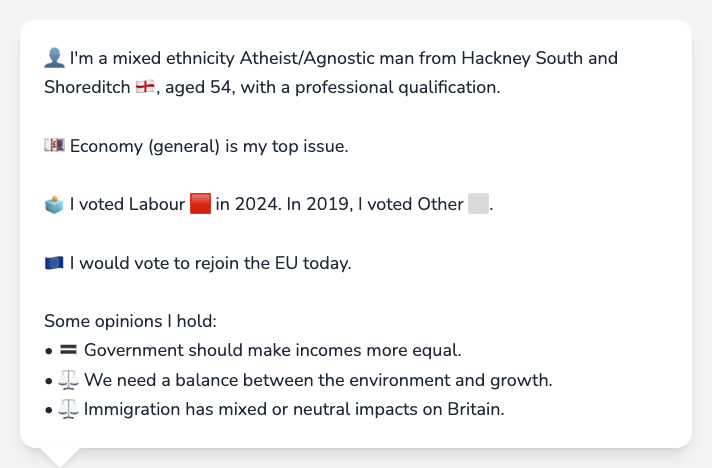 👤 I'm a mixed ethnicity Atheist/Agnostic man from Hackney South and
Shoreditch 🏴󠁧󠁢󠁥󠁮󠁧󠁿, aged 54, with a professional qualification.
💷 Economy (general) is my top issue.
🗳️ I voted Labour 🟥 in 2024. In 2019, I voted Other ⬜.
🇪🇺 I would vote to rejoin the EU today.
Some opinions I hold:
• 🟰 Government should make incomes more equal.
• ⚖️ We need a balance between the environment and growth.
• ⚖️ Immigration has mixed or neutral impacts on Britain.